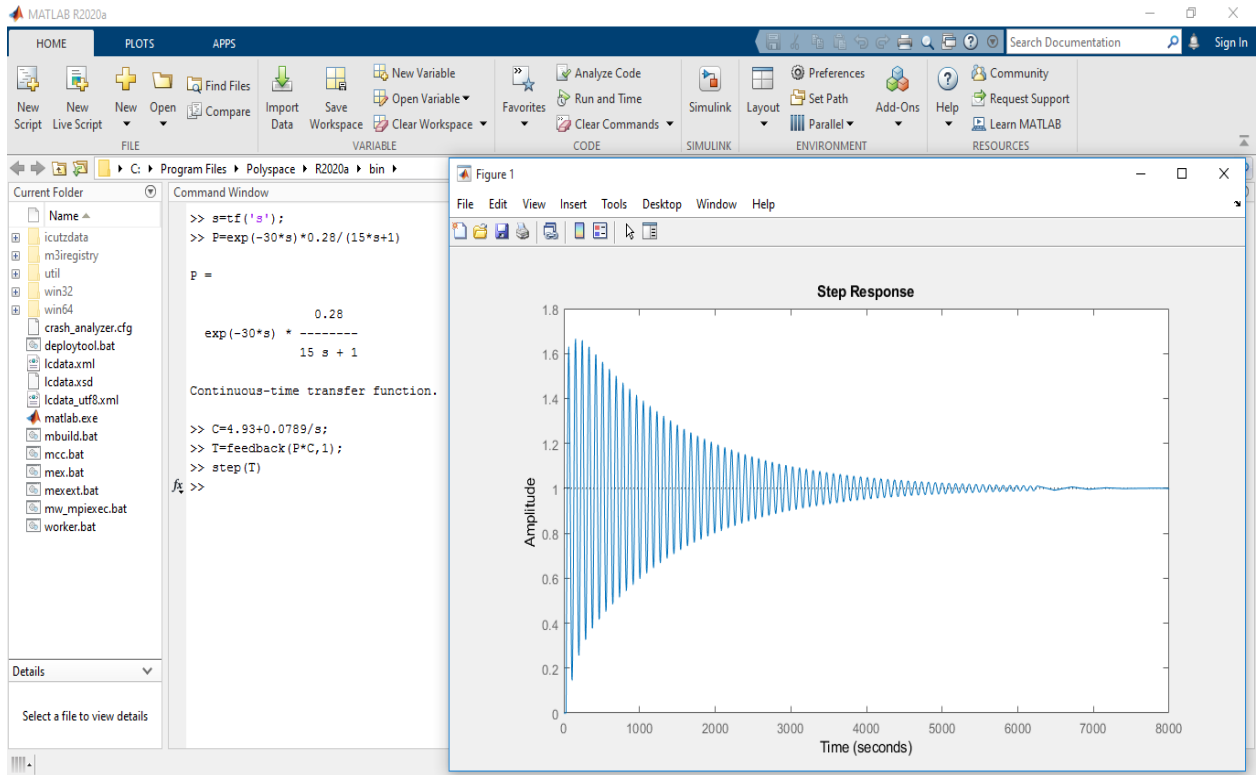 MATLAB R2020a
HOME PLOTS APPS
Search Documentation
Sign In
New Script
New Live Script
New
Open
Find Files
Compare
Import Data
Save Workspace
New Variable
Open Variable
Clear Workspace
Favorites
Analyze Code
Run and Time
Clear Commands
Simulink
Layout
Preferences
Set Path
Parallel
Add-Ons
Help
Community
Request Support
Learn MATLAB
FILE VARIABLE CODE SIMULINK ENVIRONMENT RESOURCES
C: Program Files Polyspace R2020a bin
Current Folder
Name
icutzdata
m3iregistry
util
win32
win64
crash_analyzer.cfg
deploytool.bat
lcdata.xml
lcdata.xsd
lcdata_utf8.xml
matlab.exe
mbuild.bat
mcc.bat
mex.bat
mexext.bat
mw_mpiexec.bat
worker.bat
Details
Select a file to view details
Command Window
>> s=tf('s');
>> P=exp(-30*s)*0.28/(15*s+1)
P =
0.28
exp(-30*s) * --------
15 s + 1
Continuous-time transfer function.
>> C=4.93+0.0789/s;
>> T=feedback(P*C,1);
>> step(T)
fx >>
Figure 1
File Edit View Insert Tools Desktop Window Help
Step Response
Amplitude
1.8
1.6
1.4
1.2
1
0.8
0.6
0.4
0.2
0
0 1000 2000 3000 4000 5000 6000 7000 8000
Time (seconds)